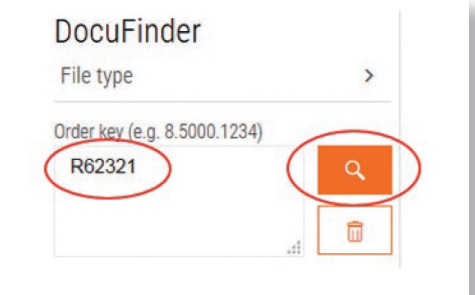 DocuFinder
File type
Order key (e.g. 8.5000.1234)
R62321